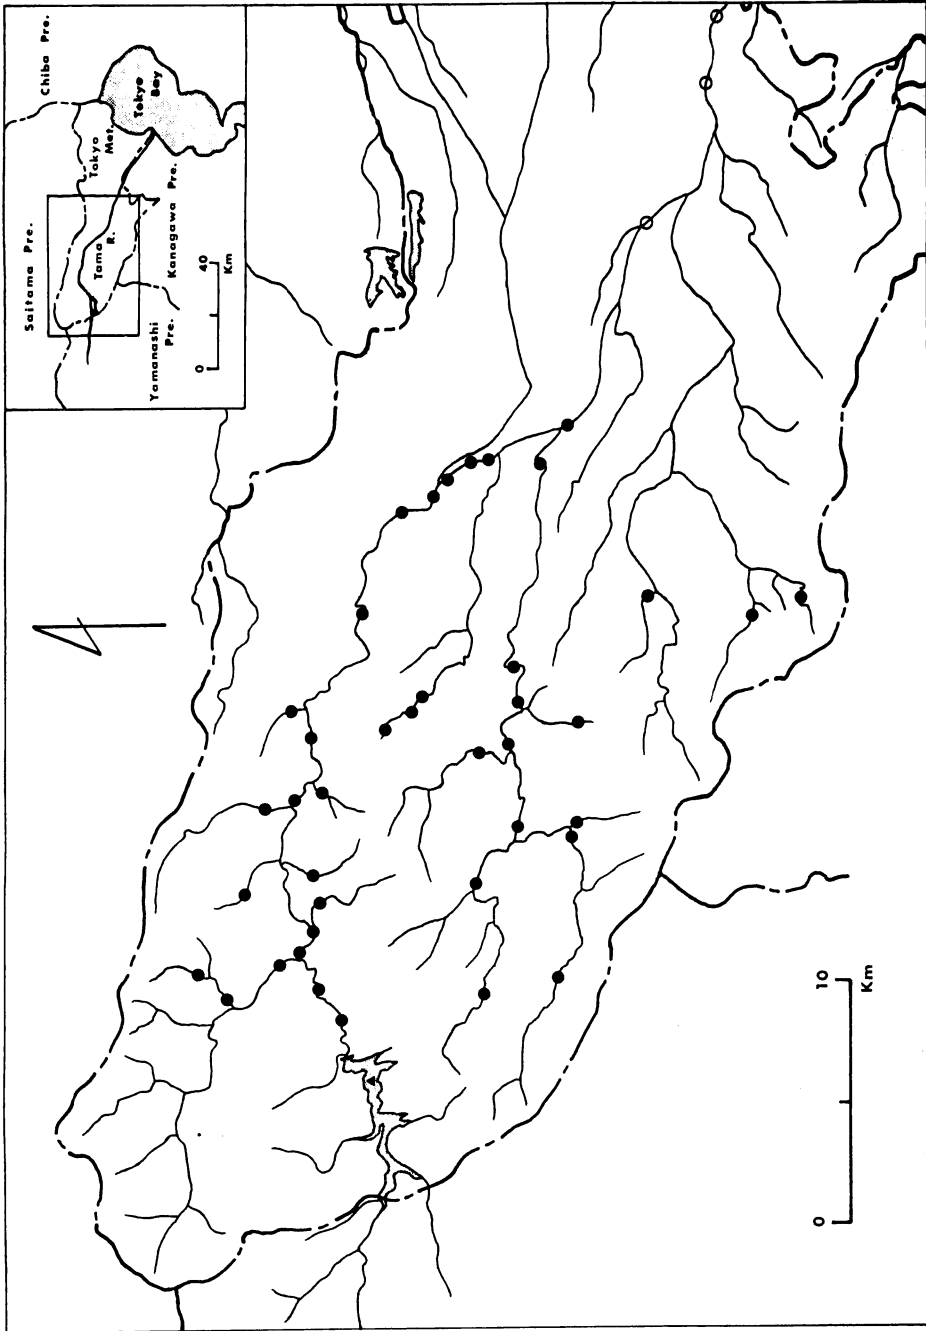 Saitama Pre.
Chiba Pre.
Tokyo
Met.
Tokyo
Bay
Tama
R.
Yamanashi
Pre.
Kanagawa Pre.
0
40
Km
0
10
Km